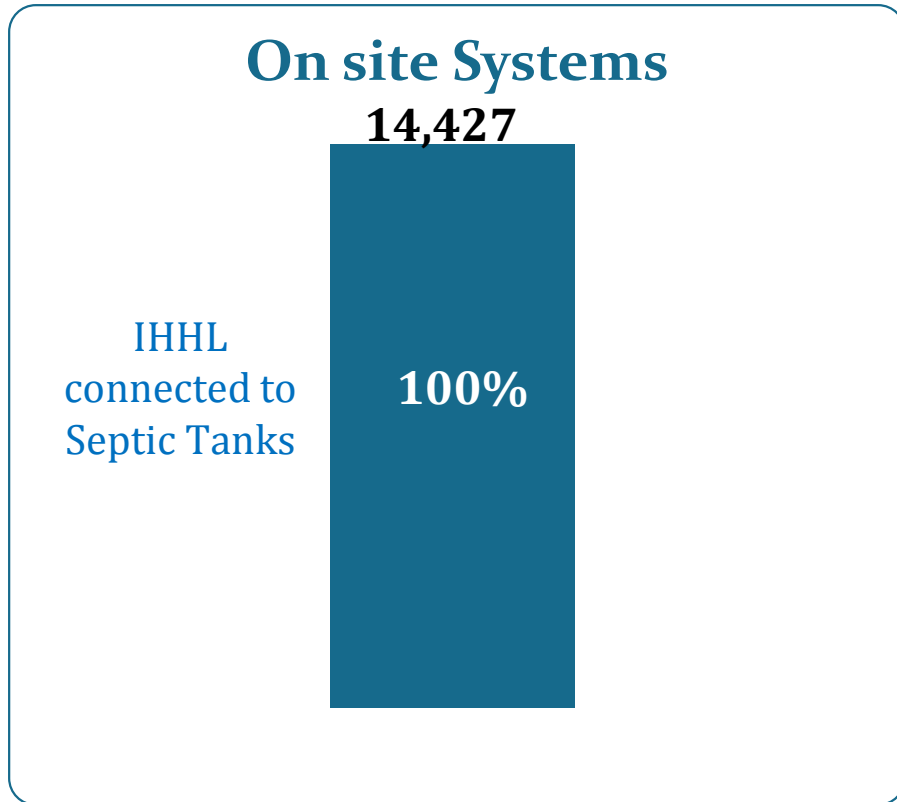 On site Systems
14,427
IHHL
connected to
Septic Tanks
100%